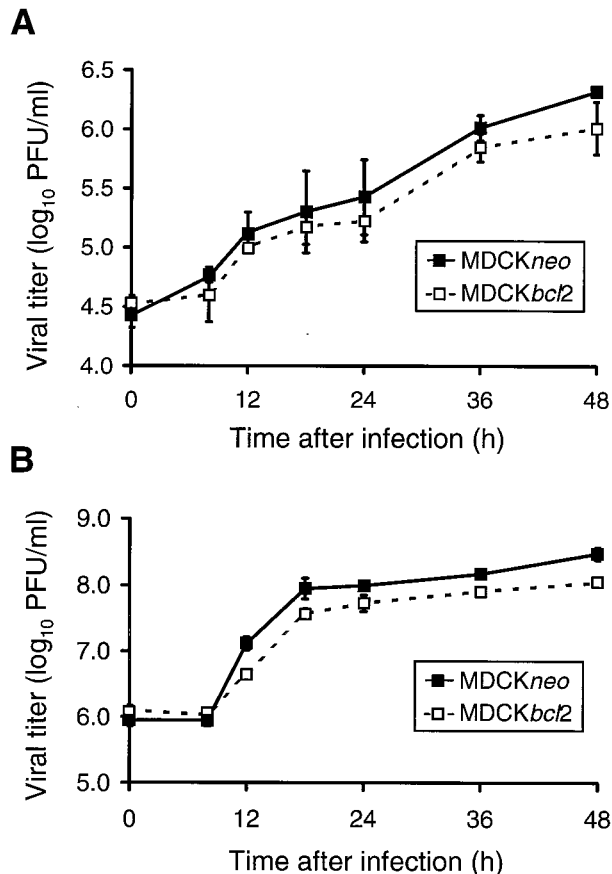 A
Viral titer (log10 PFU/ml)
6.5
6.0
5.5
5.0
4.5
4.0
MDCKneo
MDCKbcl2
0 12 24 36 48
Time after infection (h)
B
Viral titer (log10 PFU/ml)
9.0
8.0
7.0
6.0
5.0
MDCKneo
MDCKbcl2
0 12 24 36 48
Time after infection (h)